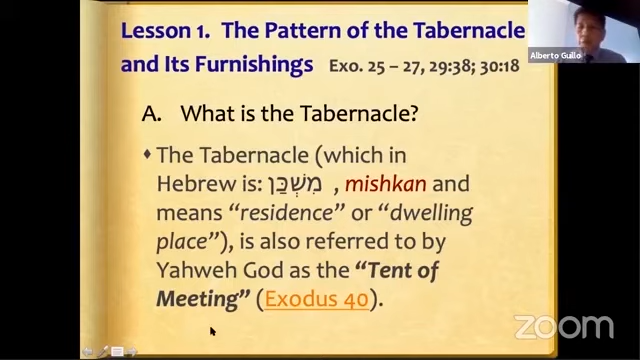 Lesson 1. The Pattern of the Tabernacle
and Its Furnishings Exo. 25 – 27, 29:38; 30:18
Alberto Guillo
A. What is the Tabernacle?
The Tabernacle (which in
Hebrew is: מִשְׁכַּן , mishkan and
means “residence” or “dwelling
place”), is also referred to by
Yahweh God as the “Tent of
Meeting” (Exodus 40).
zoom